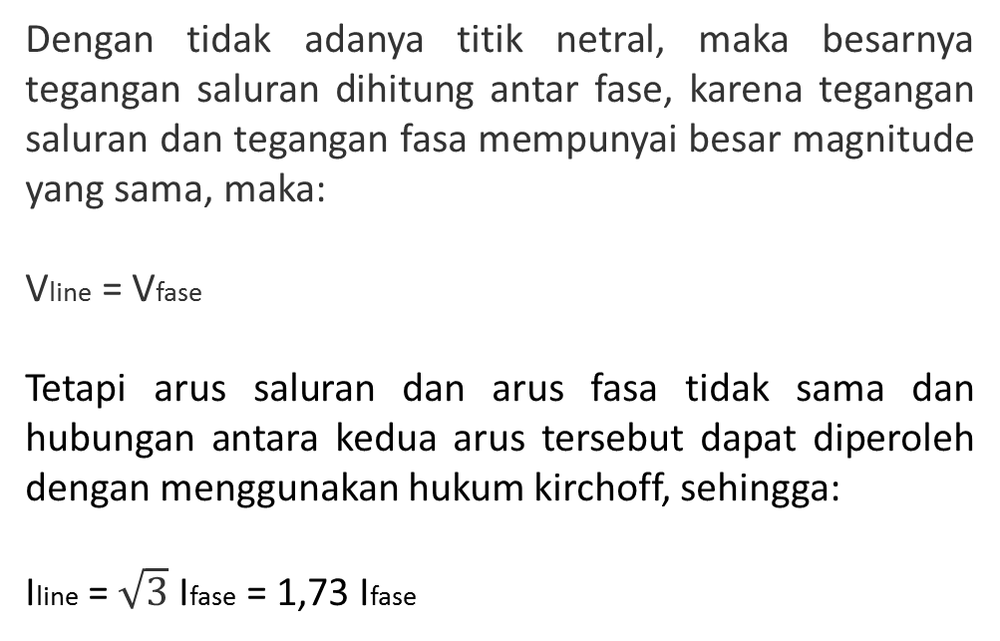 Dengan tidak adanya titik netral, maka besarnya
tegangan saluran dihitung antar fase, karena tegangan
saluran dan tegangan fasa mempunyai besar magnitude
yang sama, maka:
Vline = Vfase
Tetapi arus saluran dan arus fasa tidak sama dan
hubungan antara kedua arus tersebut dapat diperoleh
dengan menggunakan hukum kirchoff, sehingga:
Iline = √3 Ifase = 1,73 Ifase